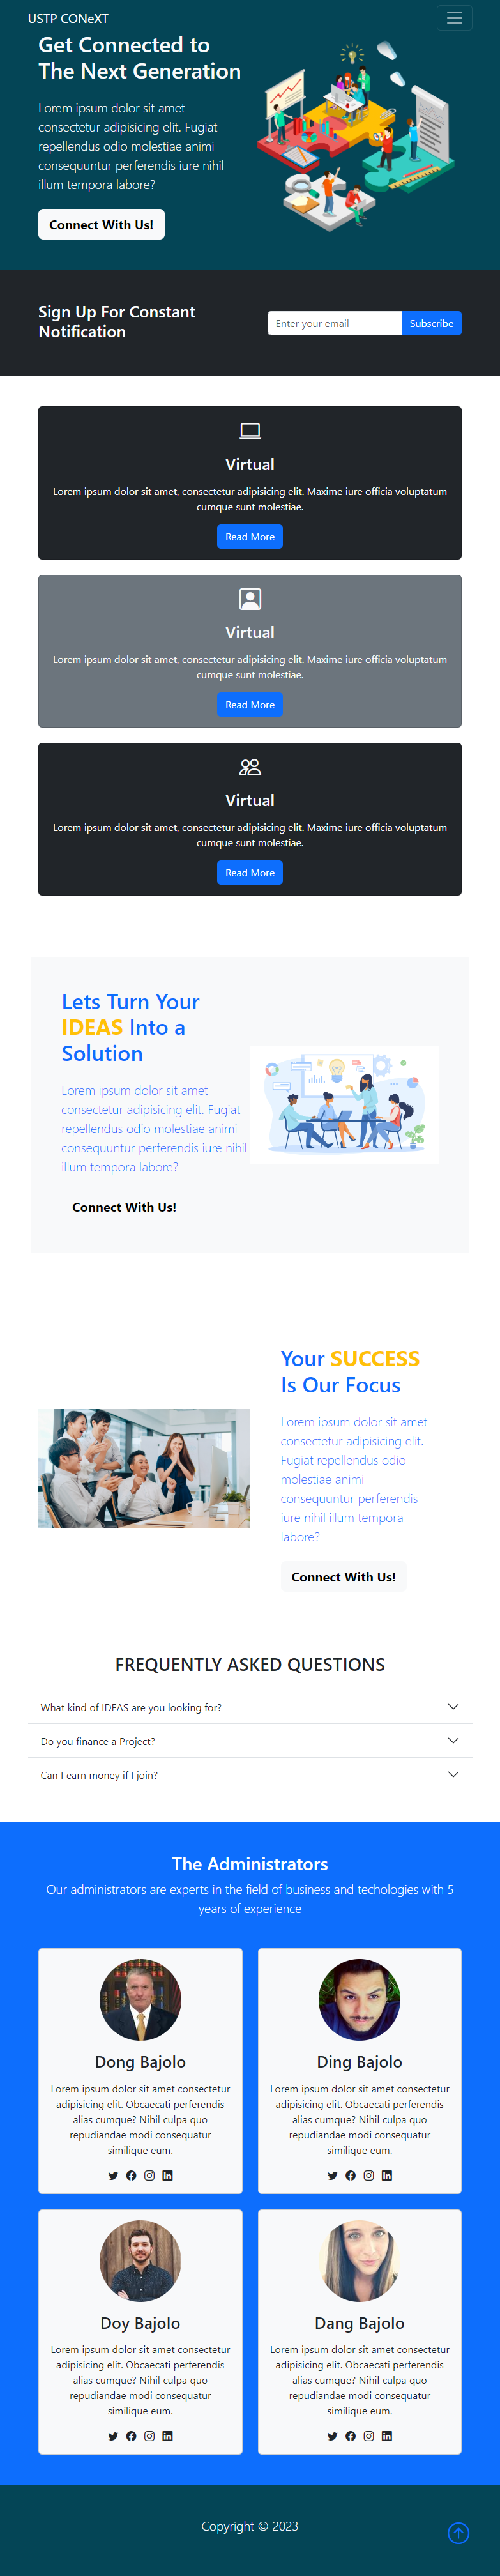 USTP CONeXT
Get Connected to
The Next Generation
Lorem ipsum dolor sit amet
consectetur adipisicing elit. Fugiat
repellendus odio molestiae animi
consequuntur perferendis iure nihil
illum tempora labore?
Connect With Us!
Sign Up For Constant
Notification
Enter your email
Subscribe
Virtual
Lorem ipsum dolor sit amet, consectetur adipisicing elit. Maxime iure officia voluptatum
cumque sunt molestiae.
Read More
Virtual
Lorem ipsum dolor sit amet, consectetur adipisicing elit. Maxime iure officia voluptatum
cumque sunt molestiae.
Read More
Virtual
Lorem ipsum dolor sit amet, consectetur adipisicing elit. Maxime iure officia voluptatum
cumque sunt molestiae.
Read More
Lets Turn Your
IDEAS Into a
Solution
Lorem ipsum dolor sit amet
consectetur adipisicing elit. Fugiat
repellendus odio molestiae animi
consequuntur perferendis iure nihil
illum tempora labore?
Connect With Us!
Your SUCCESS
Is Our Focus
Lorem ipsum dolor sit amet
consectetur adipisicing elit.
Fugiat repellendus odio
molestiae animi
consequuntur perferendis
iure nihil illum tempora
labore?
Connect With Us!
FREQUENTLY ASKED QUESTIONS
What kind of IDEAS are you looking for?
Do you finance a Project?
Can I earn money if I join?
The Administrators
Our administrators are experts in the field of business and techologies with 5
years of experience
Dong Bajolo
Lorem ipsum dolor sit amet consectetur
adipisicing elit. Obcaecati perferendis
alias cumque? Nihil culpa quo
repudiandae modi consequatur
similique eum.
Ding Bajolo
Lorem ipsum dolor sit amet consectetur
adipisicing elit. Obcaecati perferendis
alias cumque? Nihil culpa quo
repudiandae modi consequatur
similique eum.
Doy Bajolo
Lorem ipsum dolor sit amet consectetur
adipisicing elit. Obcaecati perferendis
alias cumque? Nihil culpa quo
repudiandae modi consequatur
similique eum.
Dang Bajolo
Lorem ipsum dolor sit amet consectetur
adipisicing elit. Obcaecati perferendis
alias cumque? Nihil culpa quo
repudiandae modi consequatur
similique eum.
Copyright © 2023